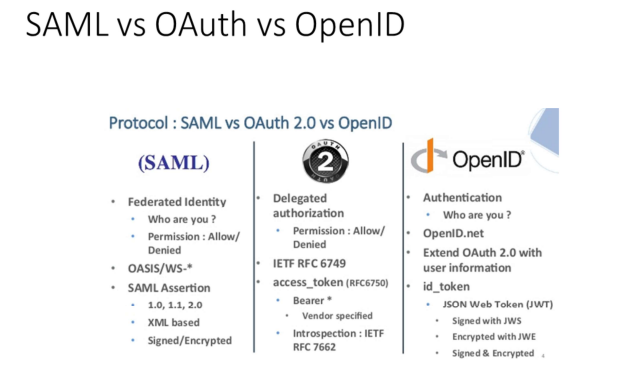 SAML vs OAuth vs OpenID
Protocol : SAML vs OAuth 2.0 vs OpenID
(SAML)
• Federated Identity
• Who are you ?
• Permission : Allow/
Denied
• OASIS/WS-*
• SAML Assertion
• 1.0, 1.1, 2.0
• XML based
• Signed/Encrypted
OAUTH
2
• Delegated
authorization
• Permission : Allow/
Denied
• IETF RFC 6749
• access_token (RFC6750)
• Bearer *
• Vendor specified
• Introspection : IETF
RFC 7662
OpenID®
• Authentication
• Who are you ?
• OpenID.net
• Extend OAuth 2.0 with
user information
• id_token
• JSON Web Token (JWT)
• Signed with JWS
• Encrypted with JWE
• Signed & Encrypted